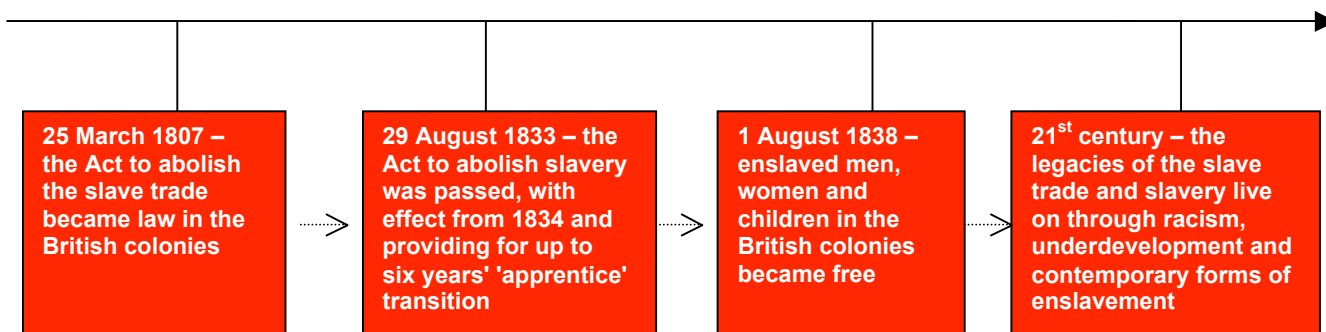 25 March 1807 –
the Act to abolish
the slave trade
became law in the
British colonies
29 August 1833 – the
Act to abolish slavery
was passed, with
effect from 1834 and
providing for up to
six years' 'apprentice'
transition
1 August 1838 –
enslaved men,
women and
children in the
British colonies
became free
21st century – the
legacies of the slave
trade and slavery live
on through racism,
underdevelopment and
contemporary forms of
enslavement